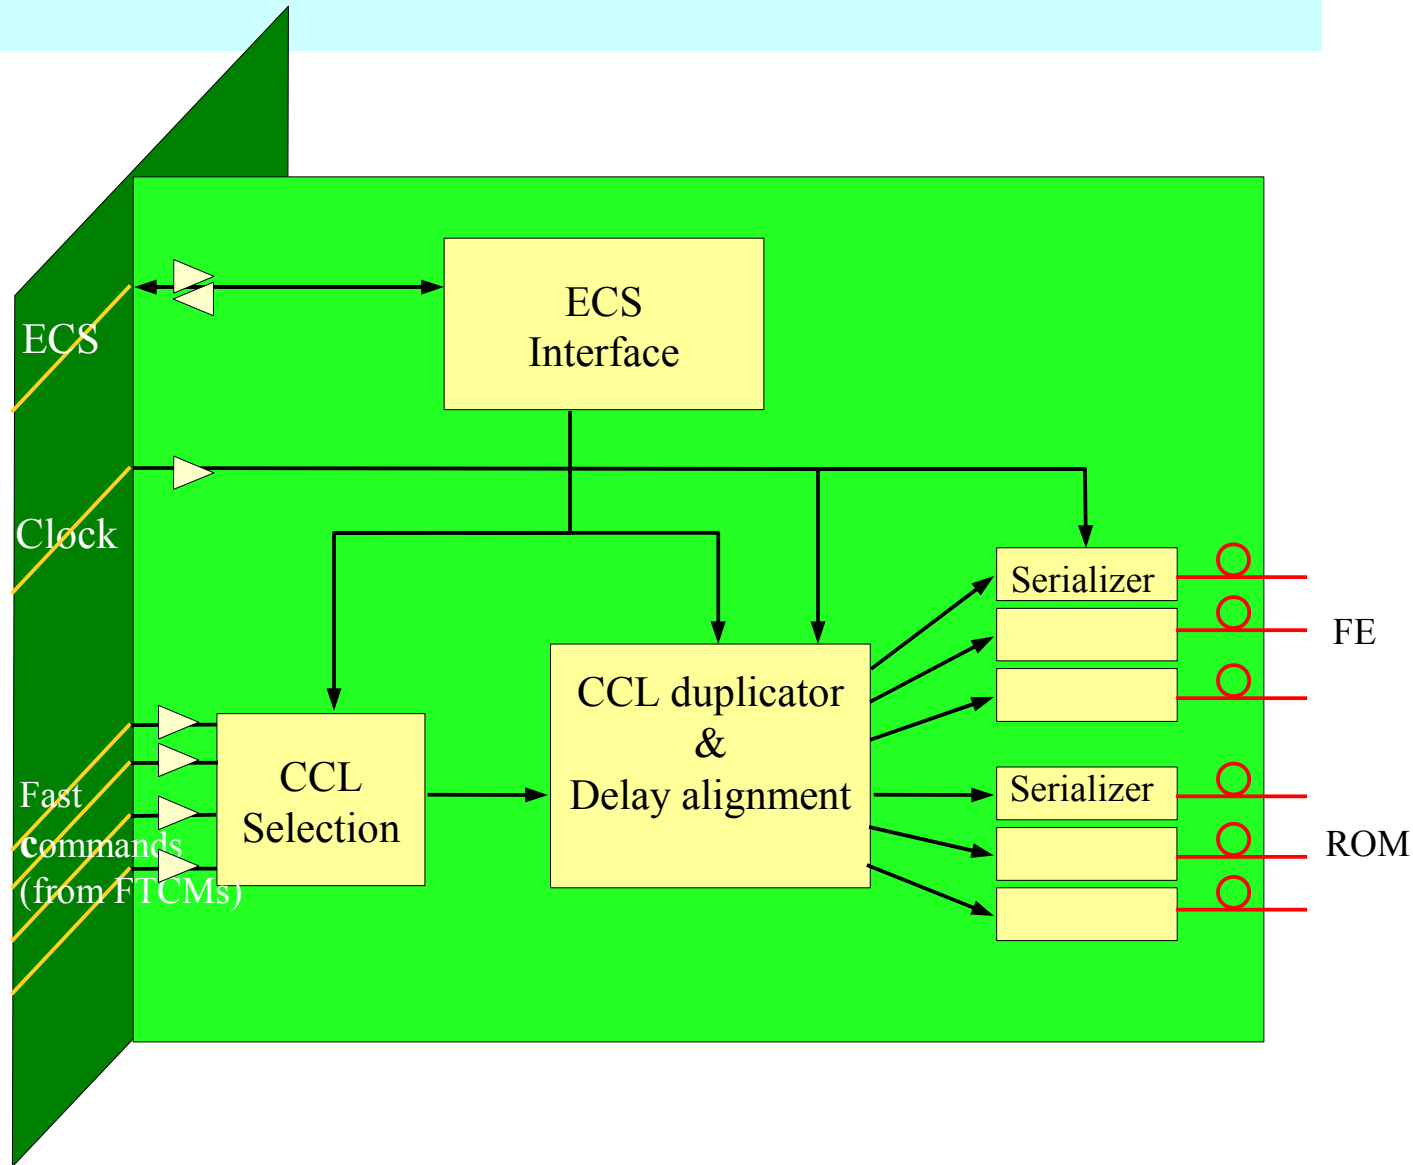 ECS
Interface
ECS
Clock
Serializer
FE
CCL duplicator
&
Delay alignment
CCL
Selection
Serializer
ROM
Fast
commands
(from FTCMs)